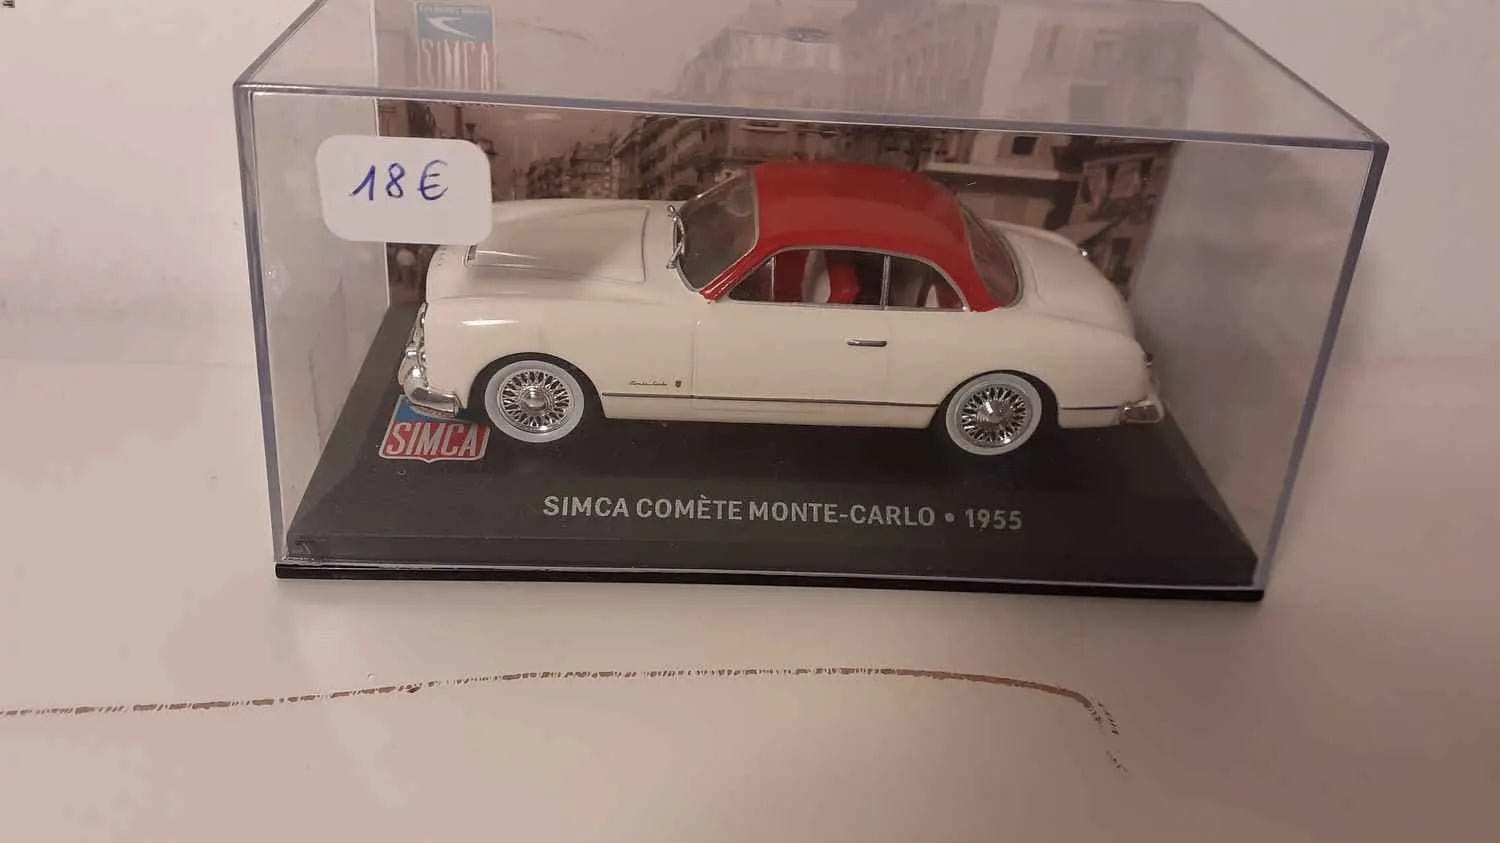 SIMCA
18€
SIMCA
SIMCA COMÈTE MONTE-CARLO • 1955